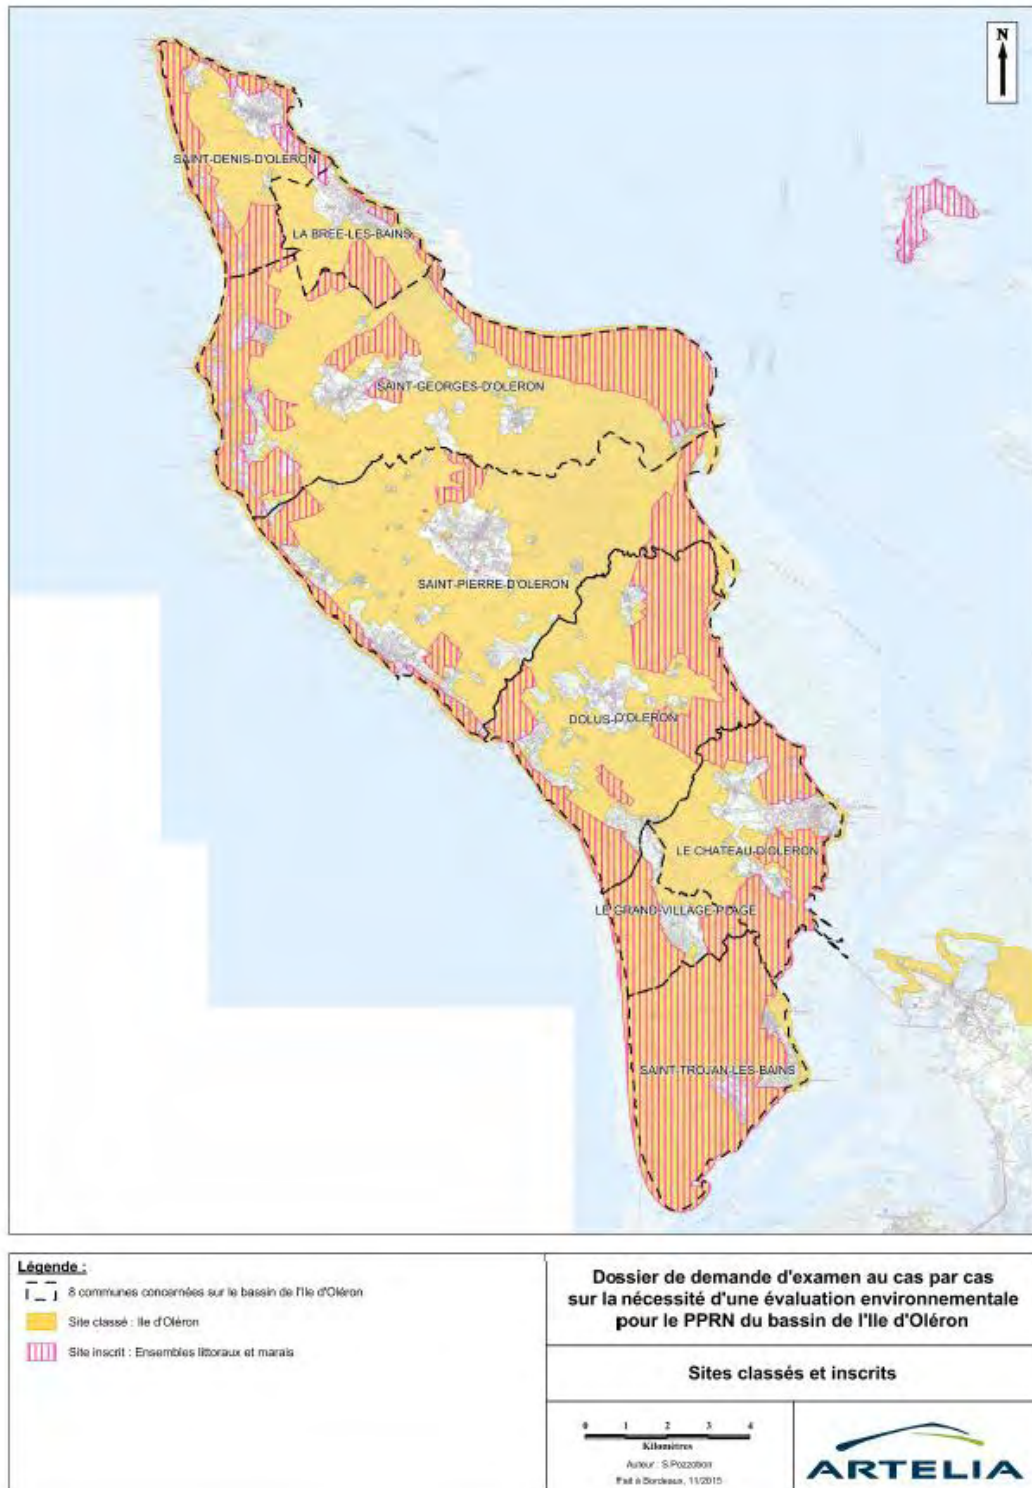 N
SAINT-DENIS-D'OLERON
LA BREE-LES-BAINS
SAINT-GEORGES-D'OLERON
SAINT-PIERRE-D'OLERON
DOLUS-D'OLERON
LE CHATEAU-D'OLERON
LE GRAND-VILLAGE-PLAGE
SAINT-TROJAN-LES-BAINS
Légende :
8 communes concernées sur le bassin de l'Ile d'Oléron
Site classé : Ile d'Oléron
Site inscrit : Ensembles littoraux et marais
Dossier de demande d'examen au cas par cas
sur la nécessité d'une évaluation environnementale
pour le PPRN du bassin de l'Ile d'Oléron
Sites classés et inscrits
0 1 2 3 4
Kilomètres
Auteur : S.Pozzobon
Fait à Bordeaux, 11/2015
ARTELIA